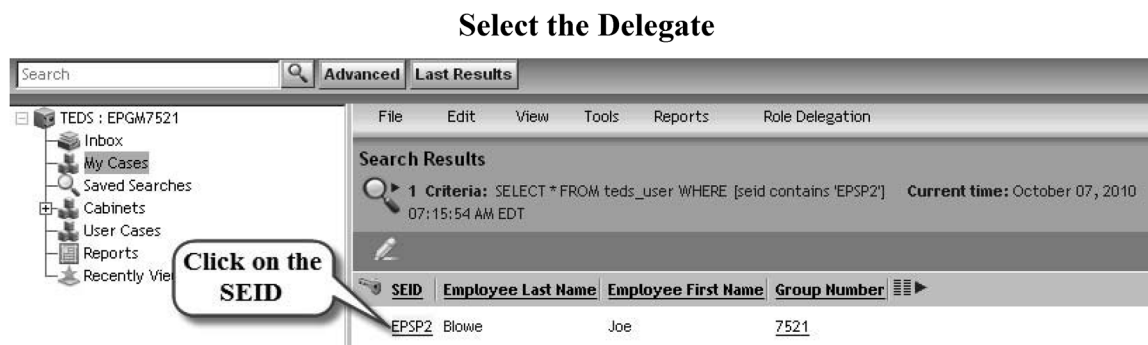 Select the Delegate
Search
Advanced
Last Results
TEDS : EPGM7521
Inbox
My Cases
Saved Searches
Cabinets
User Cases
Reports
Recently Vie
Click on the
SEID
File Edit View Tools Reports Role Delegation
Search Results
1 Criteria: SELECT * FROM teds_user WHERE [seid contains 'EPSP2'] Current time: October 07, 2010
07:15:54 AM EDT
SEID Employee Last Name Employee First Name Group Number
EPSP2 Blowe Joe 7521